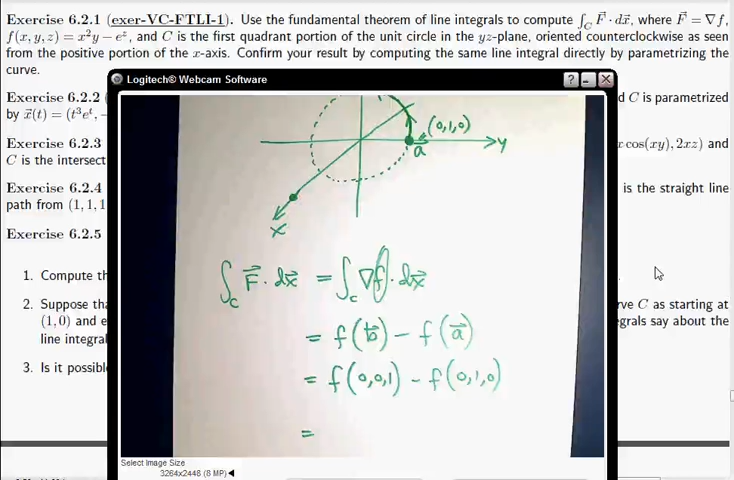 Exercise 6.2.1 (exer-VC-FTLI-1). Use the fundamental theorem of line integrals to compute ∫_C F⃗ · dx⃗, where F⃗ = ∇f,
f(x, y, z) = x²y − e^z, and C is the first quadrant portion of the unit circle in the yz-plane, oriented counterclockwise as seen
from the positive portion of the x-axis. Confirm your result by computing the same line integral directly by parametrizing the
curve.
Logitech® Webcam Software
Exercise 6.2.2
d C is parametrized
by x⃗(t) = (t³e^t,
Exercise 6.2.3
x cos(xy), 2xz) and
C is the intersect
Exercise 6.2.4
is the straight line
path from (1, 1, 1
Exercise 6.2.5
1. Compute th
2. Suppose tha
rve C as starting at
(1, 0) and e
egrals say about the
line integral
3. Is it possibl
(0,1,0)
a⃗
y
x
∫_C F⃗ · dx⃗ = ∫_C ∇f · dx⃗
= f(b⃗) − f(a⃗)
= f(0,0,1) − f(0,1,0)
=
Select Image Size
3264x2448 (8 MP)